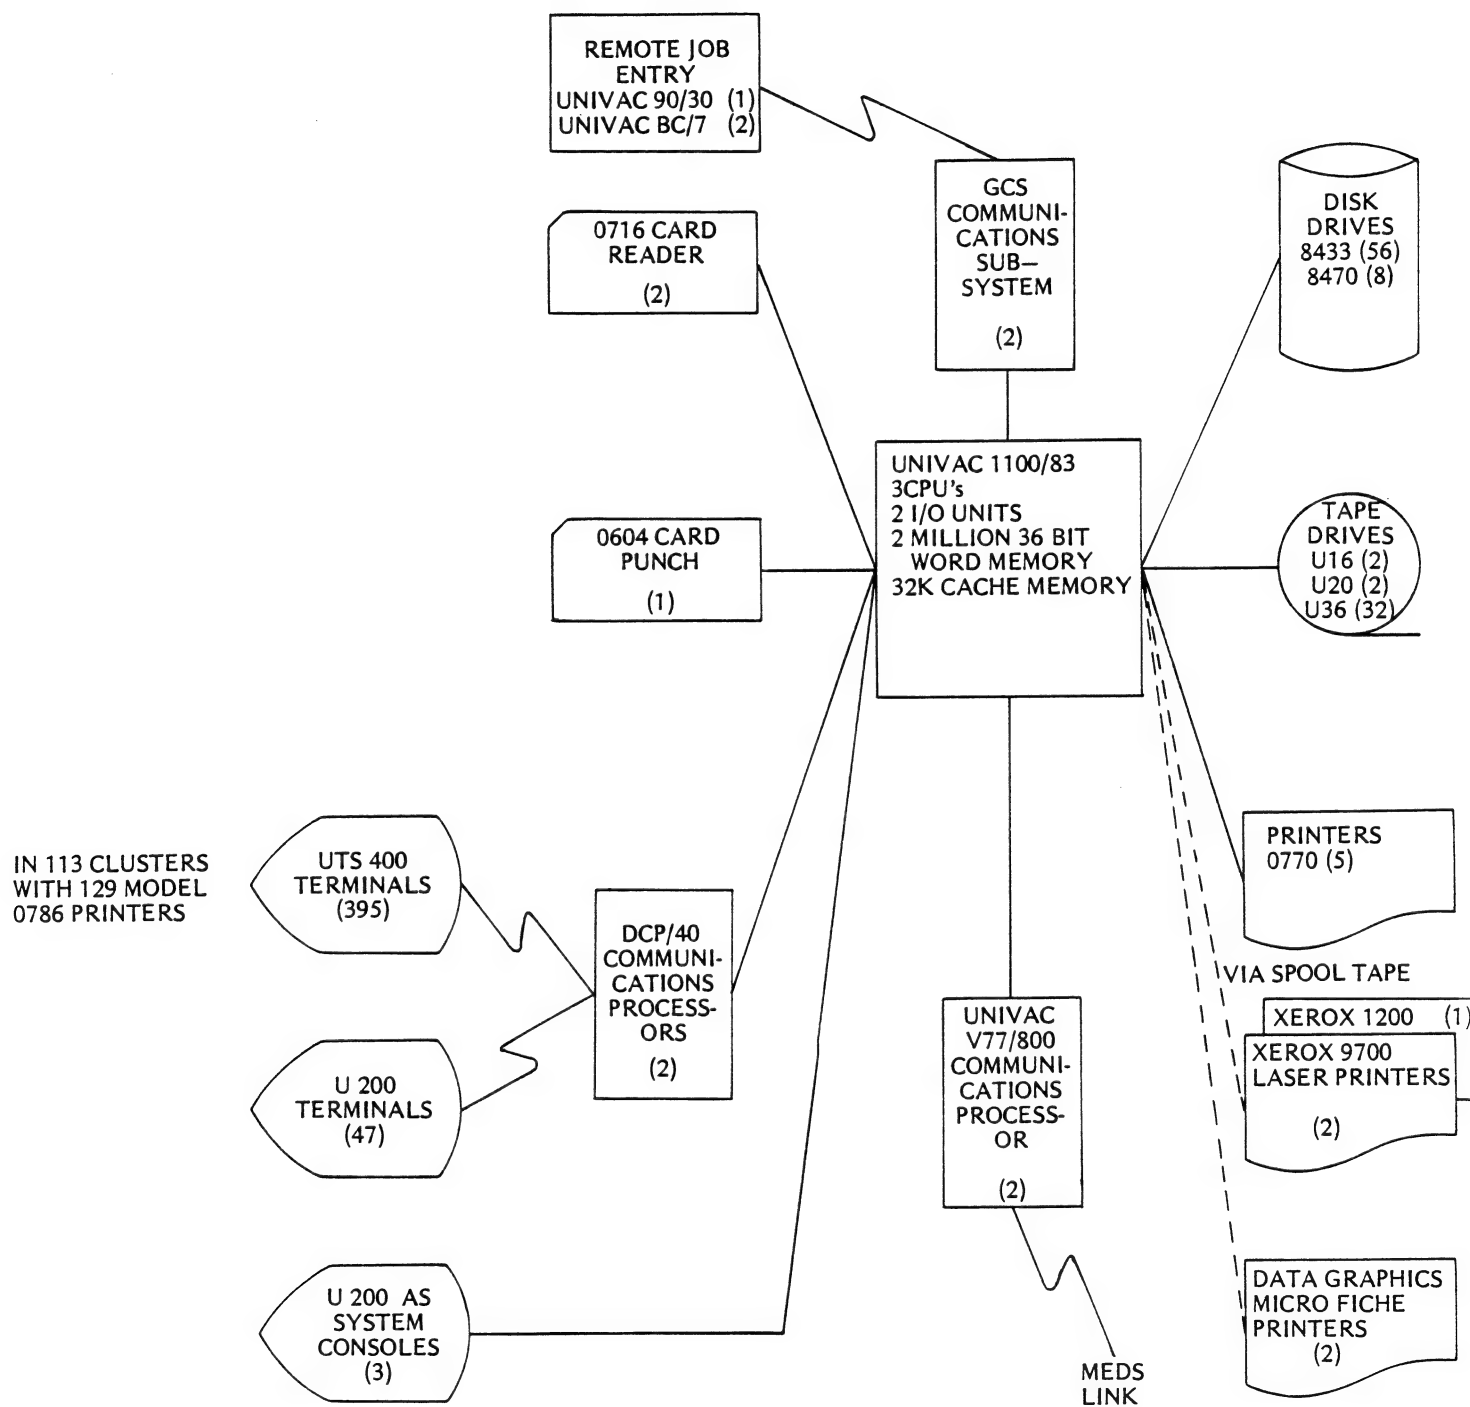 REMOTE JOB
ENTRY
UNIVAC 90/30 (1)
UNIVAC BC/7 (2)
GCS
COMMUNI-
CATIONS
SUB—
SYSTEM
(2)
DISK
DRIVES
8433 (56)
8470 (8)
0716 CARD
READER
(2)
UNIVAC 1100/83
3CPU's
2 I/O UNITS
2 MILLION 36 BIT
WORD MEMORY
32K CACHE MEMORY
0604 CARD
PUNCH
(1)
TAPE
DRIVES
U16 (2)
U20 (2)
U36 (32)
IN 113 CLUSTERS
WITH 129 MODEL
0786 PRINTERS
UTS 400
TERMINALS
(395)
DCP/40
COMMUNI-
CATIONS
PROCESS-
ORS
(2)
PRINTERS
0770 (5)
VIA SPOOL TAPE
XEROX 1200 (1)
XEROX 9700
LASER PRINTERS
(2)
UNIVAC
V77/800
COMMUNI-
CATIONS
PROCESS-
OR
(2)
U 200
TERMINALS
(47)
U 200 AS
SYSTEM
CONSOLES
(3)
DATA GRAPHICS
MICRO FICHE
PRINTERS
(2)
MEDS
LINK